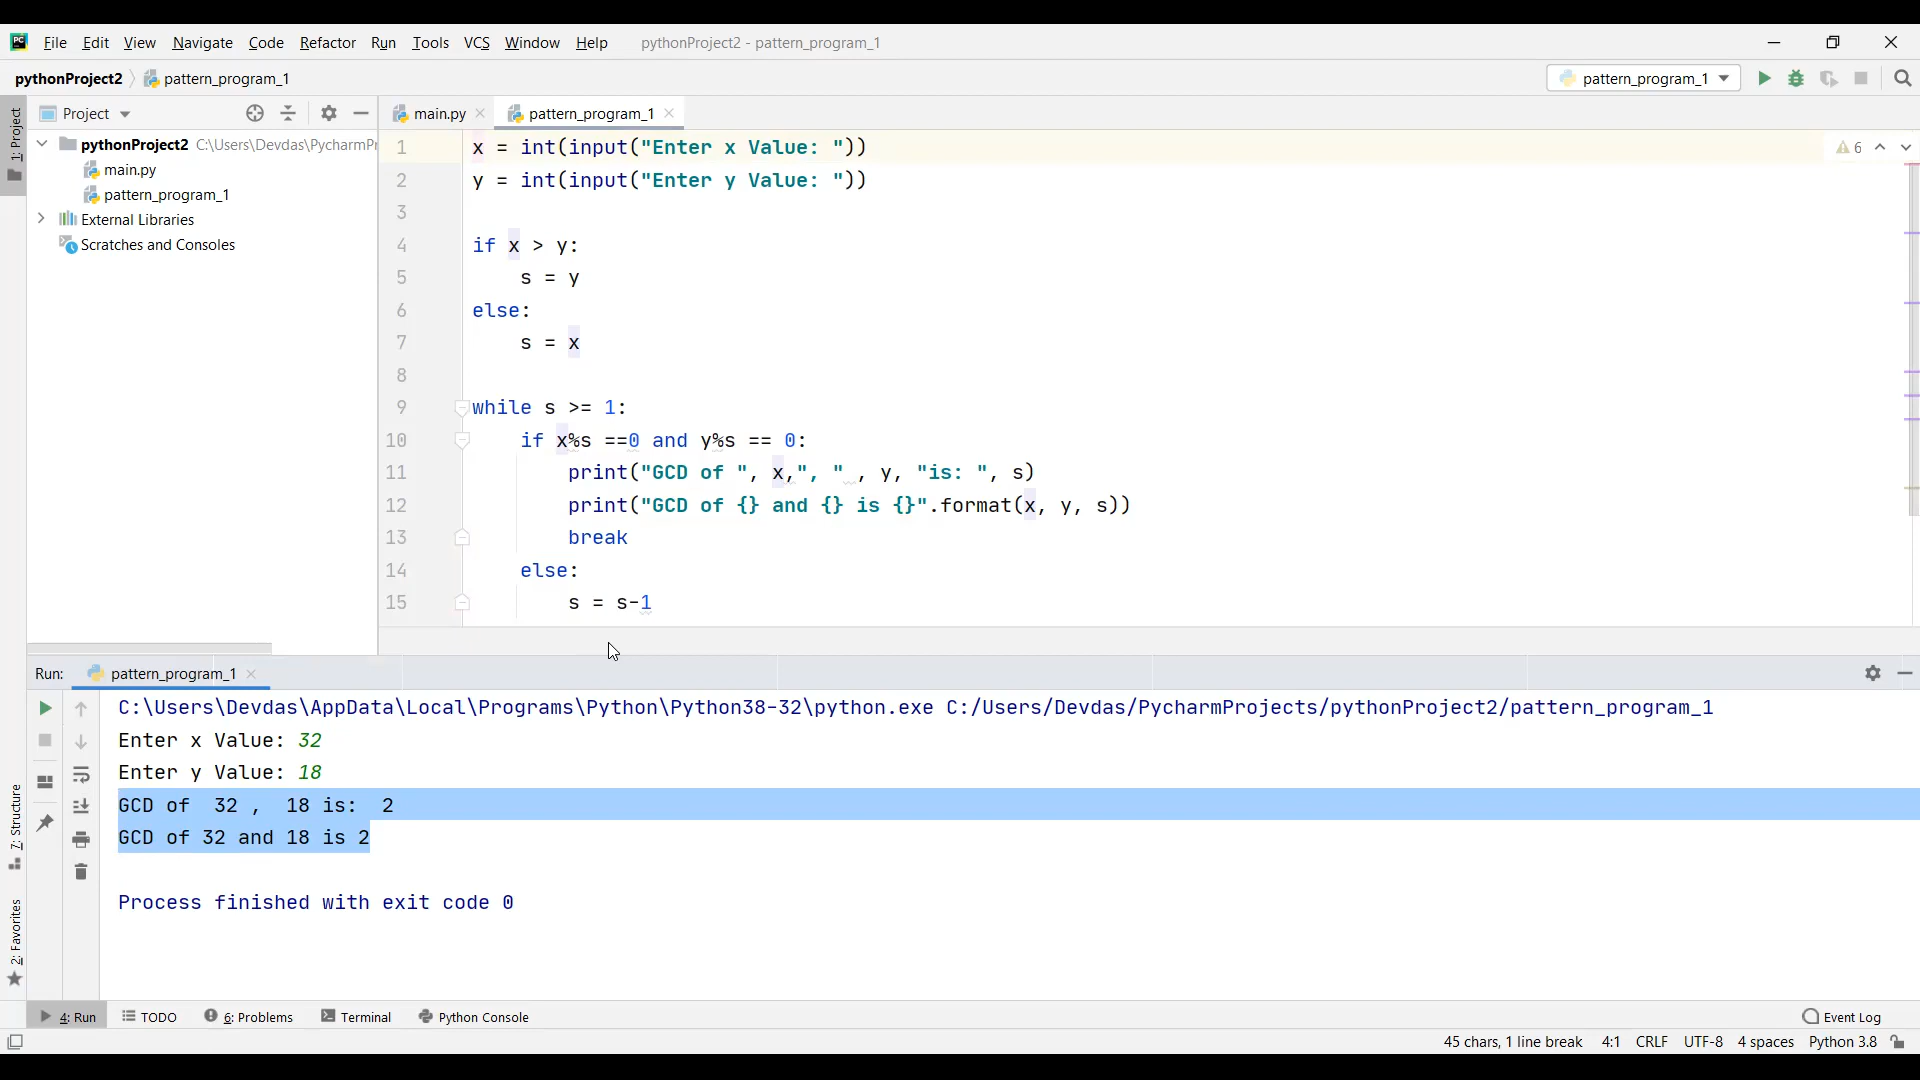 PC File Edit View Navigate Code Refactor Run Tools VCS Window Help pythonProject2 - pattern_program_1
pythonProject2 pattern_program_1 pattern_program_1
1: Project
Project
main.py pattern_program_1
pythonProject2 C:\Users\Devdas\PycharmPr
main.py
pattern_program_1
External Libraries
Scratches and Consoles
6
1 x = int(input("Enter x Value: "))
2 y = int(input("Enter y Value: "))
3
4 if x > y:
5 s = y
6 else:
7 s = x
8
9 while s >= 1:
10 if x%s ==0 and y%s == 0:
11 print("GCD of ", x,", " , y, "is: ", s)
12 print("GCD of {} and {} is {}".format(x, y, s))
13 break
14 else:
15 s = s-1
Run: pattern_program_1
C:\Users\Devdas\AppData\Local\Programs\Python\Python38-32\python.exe C:/Users/Devdas/PycharmProjects/pythonProject2/pattern_program_1
Enter x Value: 32
Enter y Value: 18
GCD of  32 ,  18 is:  2
GCD of 32 and 18 is 2
Process finished with exit code 0
7: Structure
2: Favorites
4: Run TODO 6: Problems Terminal Python Console Event Log
45 chars, 1 line break 4:1 CRLF UTF-8 4 spaces Python 3.8